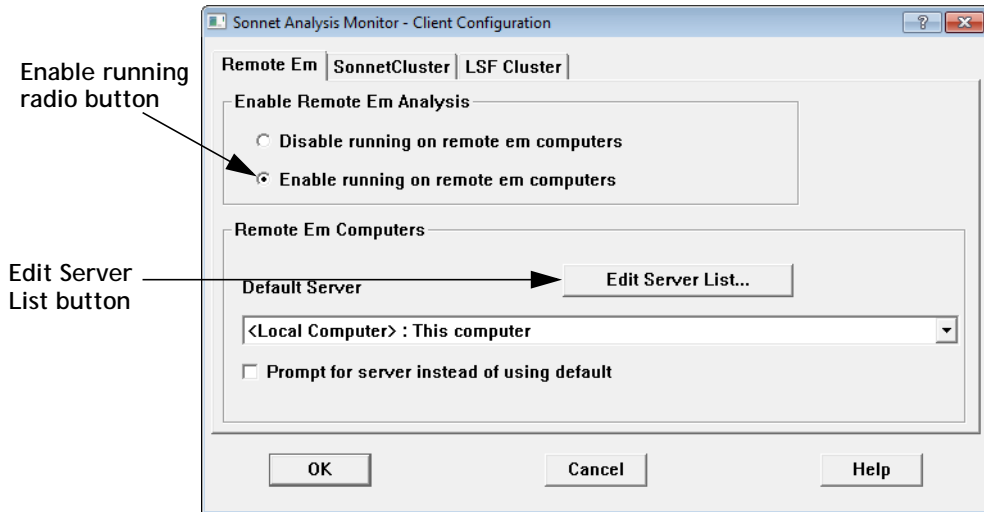 Sonnet Analysis Monitor - Client Configuration
Remote Em
SonnetCluster
LSF Cluster
Enable running
radio button
Enable Remote Em Analysis
Disable running on remote em computers
Enable running on remote em computers
Remote Em Computers
Edit Server
List button
Default Server
Edit Server List...
<Local Computer> : This computer
Prompt for server instead of using default
OK
Cancel
Help